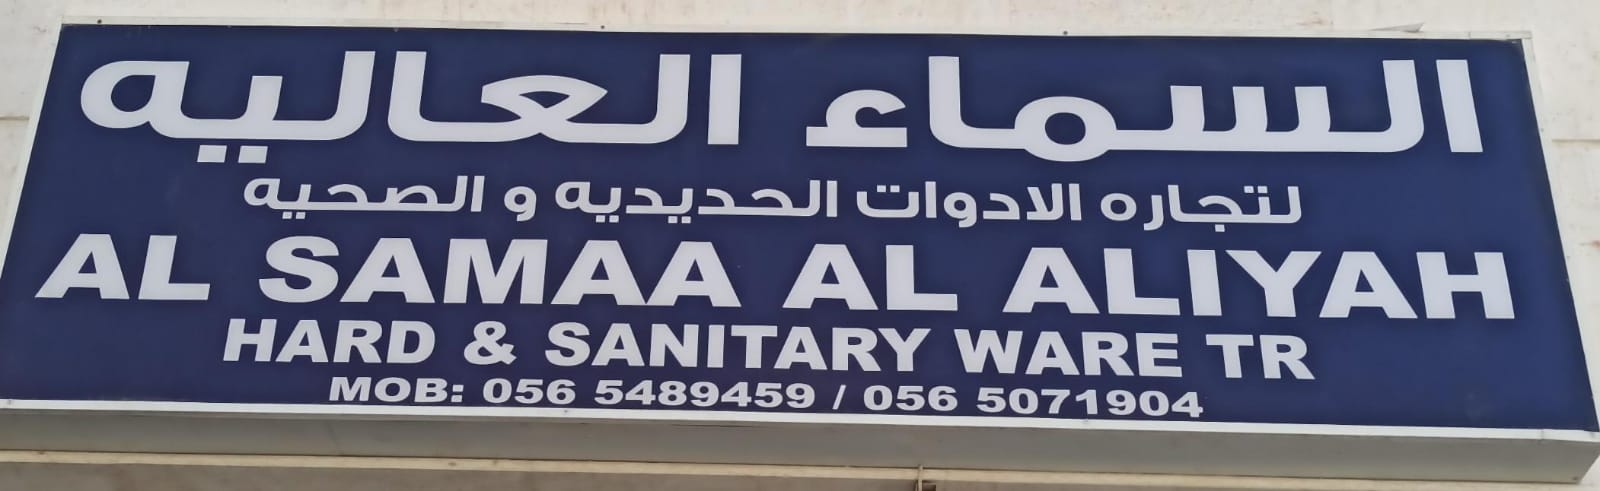 السماء العاليه
لتجاره الادوات الحديديه و الصحيه
AL SAMAA AL ALIYAH
HARD & SANITARY WARE TR
MOB: 056 5489459 / 056 5071904